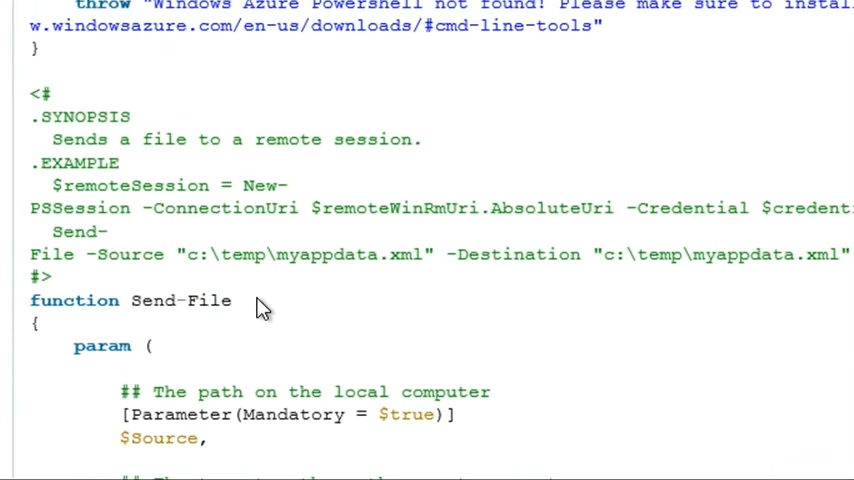 throw "Windows Azure Powershell not found! Please make sure to instal
w.windowsazure.com/en-us/downloads/#cmd-line-tools"
}
<#
.SYNOPSIS
Sends a file to a remote session.
.EXAMPLE
$remoteSession = New-
PSSession -ConnectionUri $remoteWinRmUri.AbsoluteUri -Credential $credent
Send-
File -Source "c:\temp\myappdata.xml" -Destination "c:\temp\myappdata.xml"
#>
function Send-File
{
param (
## The path on the local computer
[Parameter(Mandatory = $true)]
$Source,